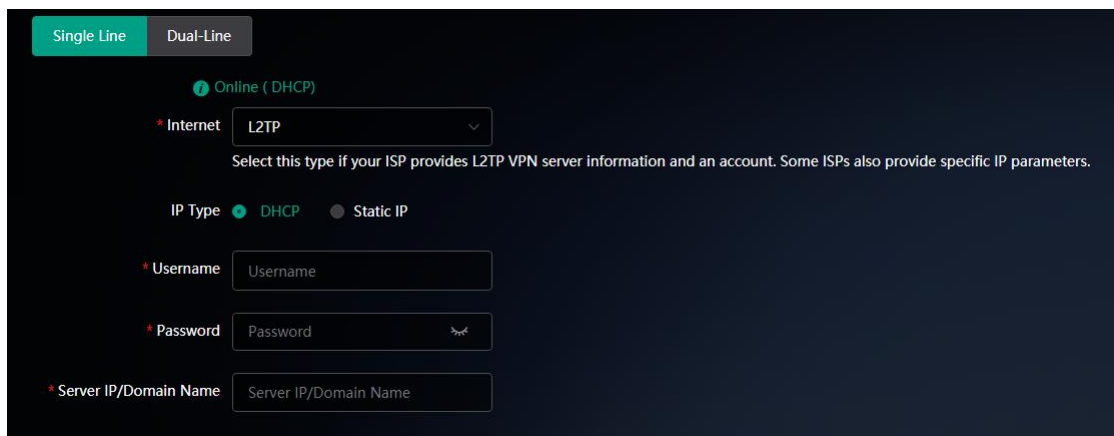 Single Line Dual-Line
Online ( DHCP)
* Internet L2TP
Select this type if your ISP provides L2TP VPN server information and an account. Some ISPs also provide specific IP parameters.
IP Type DHCP Static IP
* Username Username
* Password Password
* Server IP/Domain Name Server IP/Domain Name